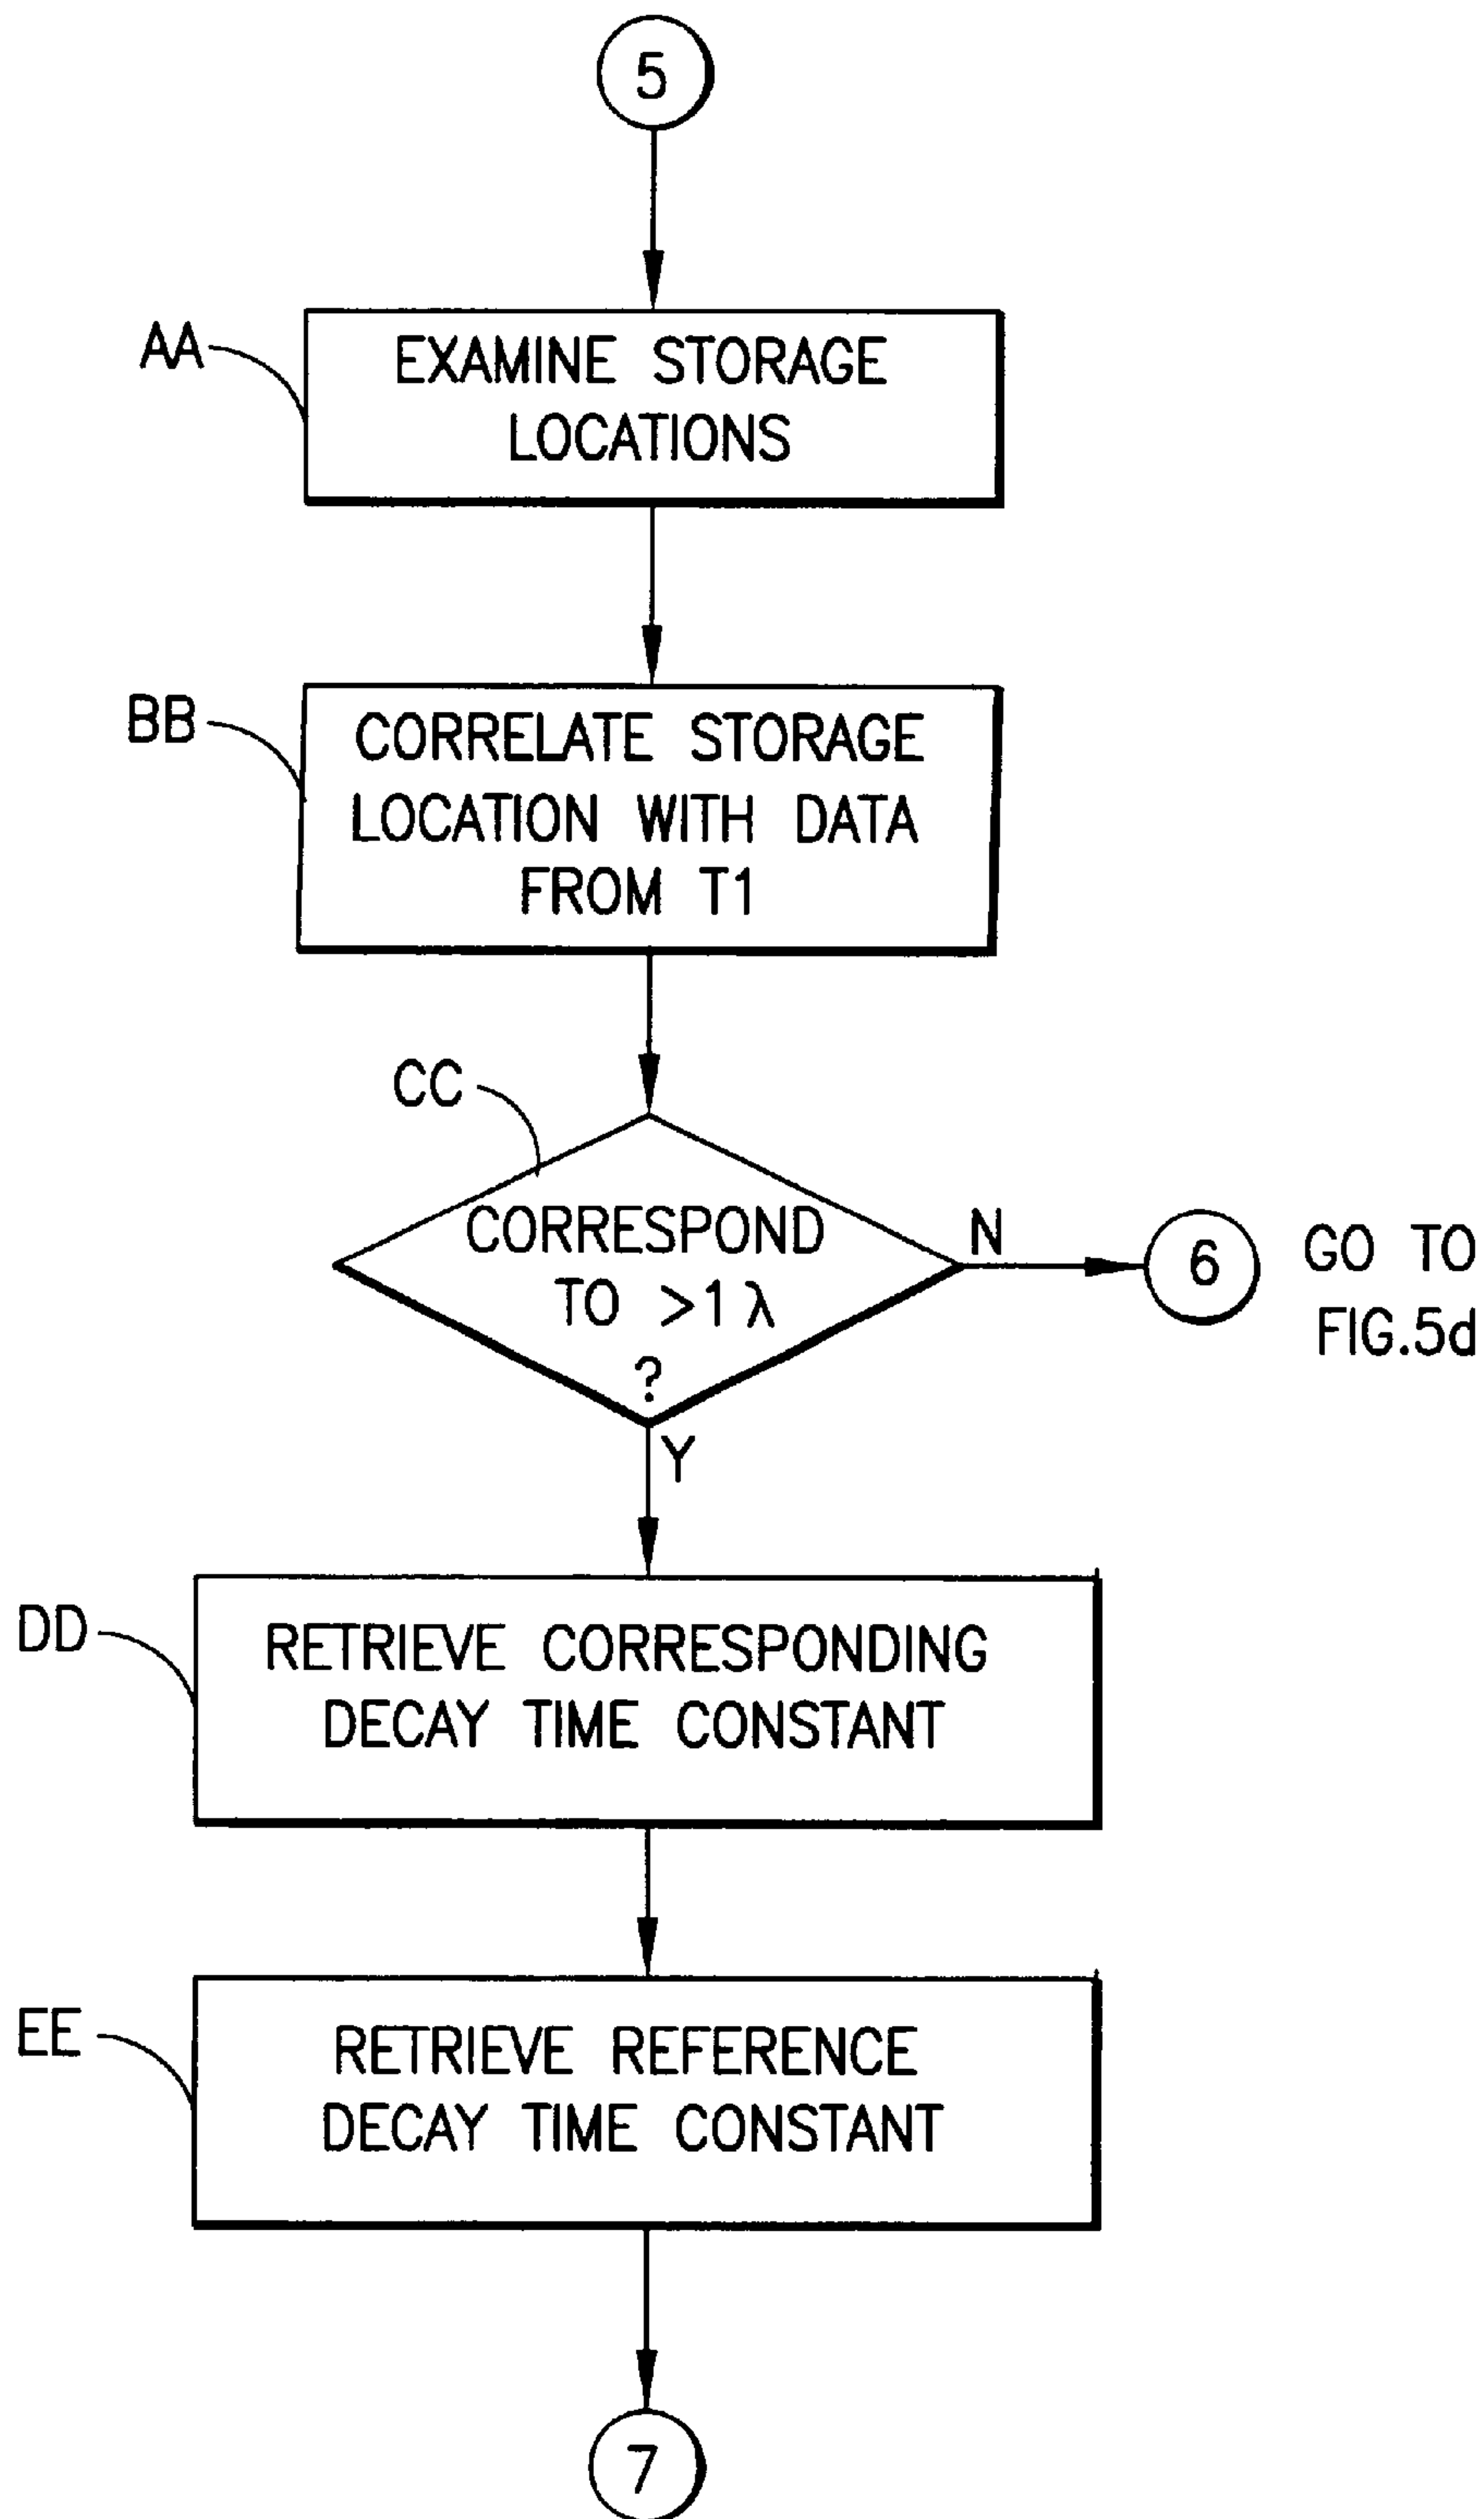 5
AA
EXAMINE STORAGE
LOCATIONS
BB
CORRELATE STORAGE
LOCATION WITH DATA
FROM T1
CC
CORRESPOND
TO >1 λ
?
N
6
GO TO
FIG.5d
Y
DD
RETRIEVE CORRESPONDING
DECAY TIME CONSTANT
EE
RETRIEVE REFERENCE
DECAY TIME CONSTANT
7